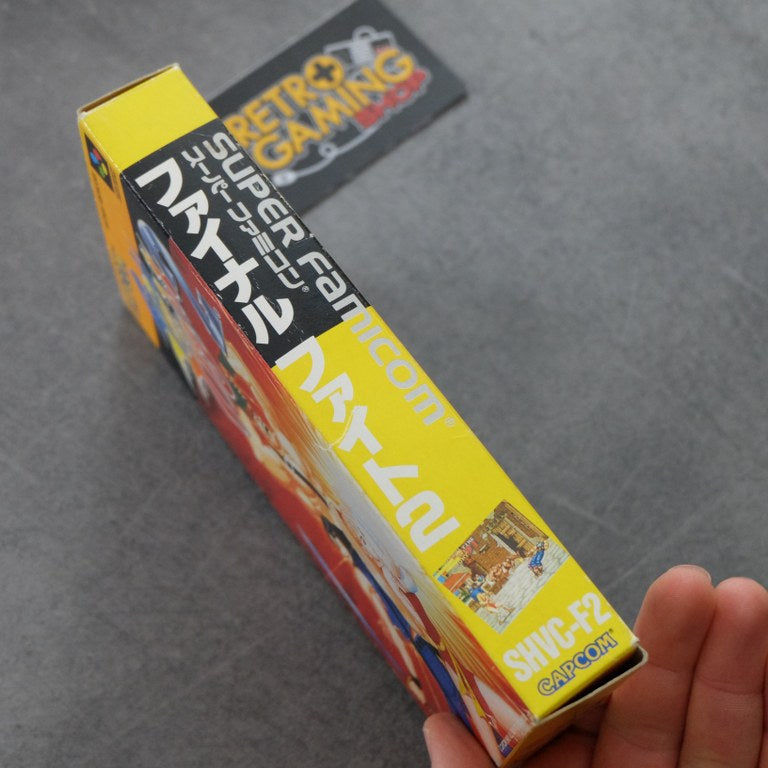 RETRO
GAMING
SHOP
SUPER FAMICOM®
スーパーファミコン®
ファイナル
ファイト2
SHVC-F2
CAPCOM®